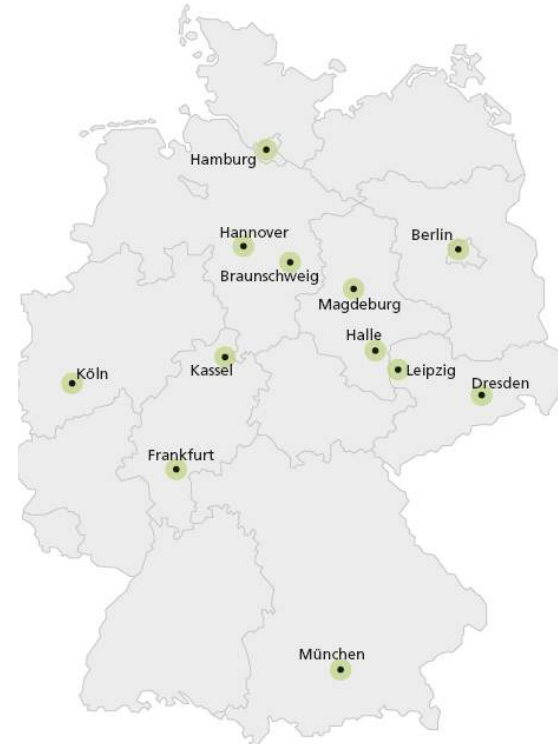 Hamburg
Hannover
Berlin
Braunschweig
Magdeburg
Halle
Kassel
Leipzig
Köln
Dresden
Frankfurt
München